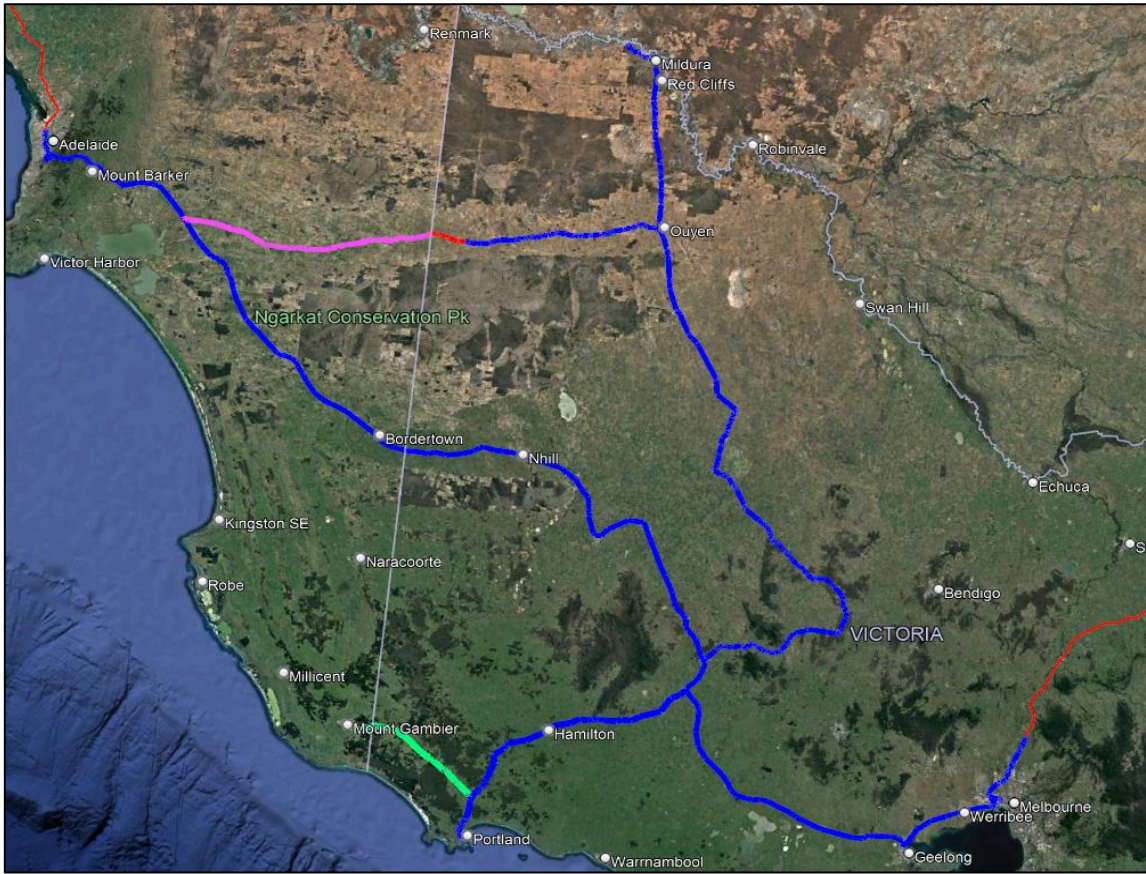 Renmark
Mildura
Red Cliffs
Adelaide
Robinvale
Mount Barker
Ouyen
Victor Harbor
Swan Hill
Ngarkat Conservation Pk
Bordertown
Nhill
Echuca
Kingston SE
S
Naracoorte
Robe
Bendigo
VICTORIA
Millicent
Mount Gambier
Hamilton
Melbourne
Werribee
Portland
Geelong
Warrnambool